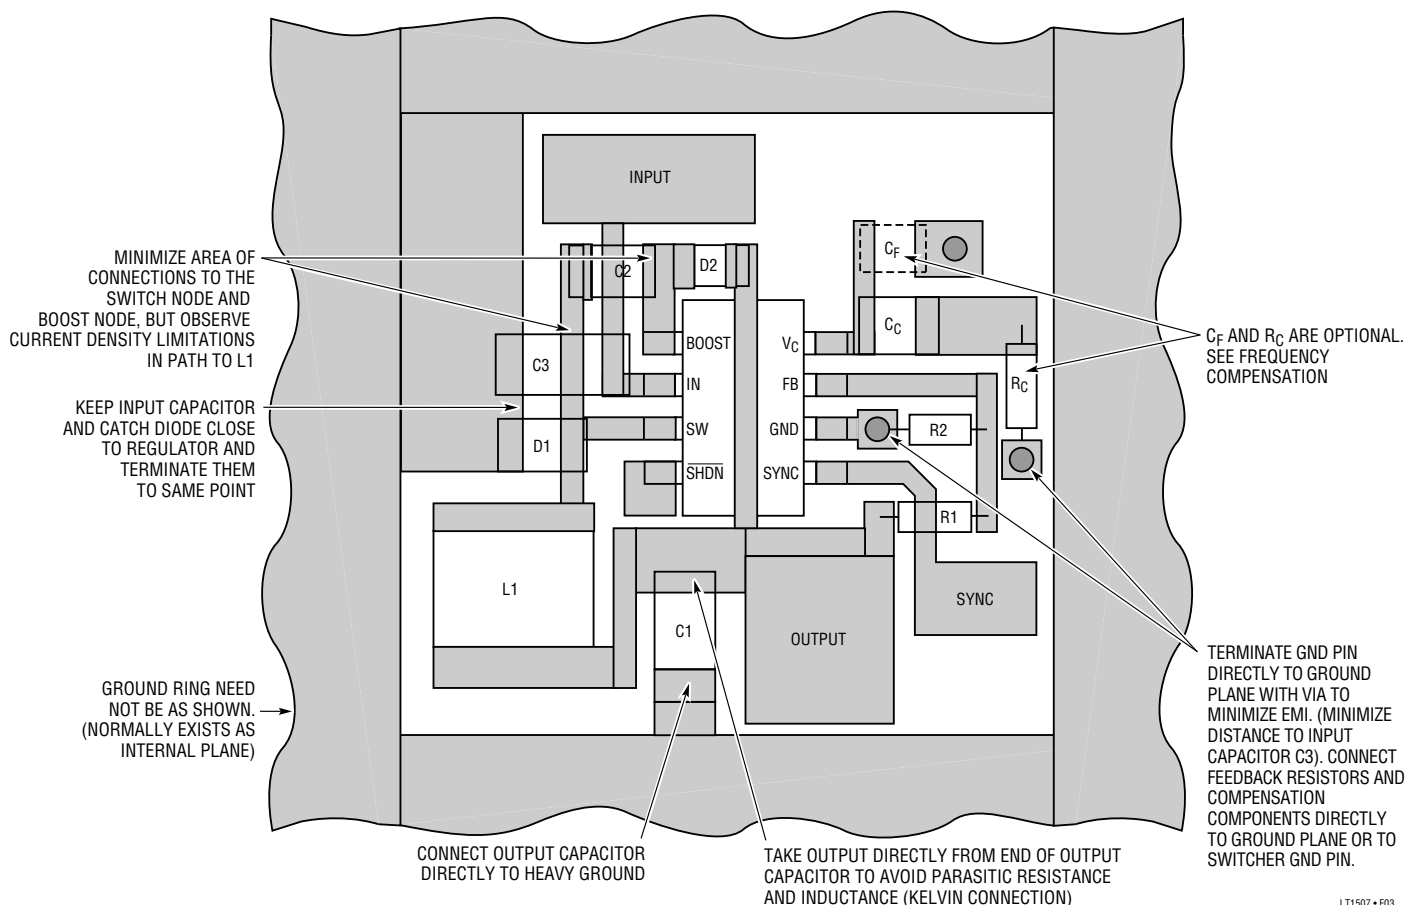 INPUT
MINIMIZE AREA OF
CONNECTIONS TO THE
SWITCH NODE AND
BOOST NODE, BUT OBSERVE
CURRENT DENSITY LIMITATIONS
IN PATH TO L1
KEEP INPUT CAPACITOR
AND CATCH DIODE CLOSE
TO REGULATOR AND
TERMINATE THEM
TO SAME POINT
GROUND RING NEED
NOT BE AS SHOWN.
(NORMALLY EXISTS AS
INTERNAL PLANE)
C2
D2
C3
D1
L1
C1
BOOST
IN
SW
SHDN
VC
FB
GND
SYNC
CF
CC
RC
R2
R1
SYNC
OUTPUT
CF AND RC ARE OPTIONAL.
SEE FREQUENCY
COMPENSATION
TERMINATE GND PIN
DIRECTLY TO GROUND
PLANE WITH VIA TO
MINIMIZE EMI. (MINIMIZE
DISTANCE TO INPUT
CAPACITOR C3). CONNECT
FEEDBACK RESISTORS AND
COMPENSATION
COMPONENTS DIRECTLY
TO GROUND PLANE OR TO
SWITCHER GND PIN.
CONNECT OUTPUT CAPACITOR
DIRECTLY TO HEAVY GROUND
TAKE OUTPUT DIRECTLY FROM END OF OUTPUT
CAPACITOR TO AVOID PARASITIC RESISTANCE
AND INDUCTANCE (KELVIN CONNECTION)
LT1507 • F03